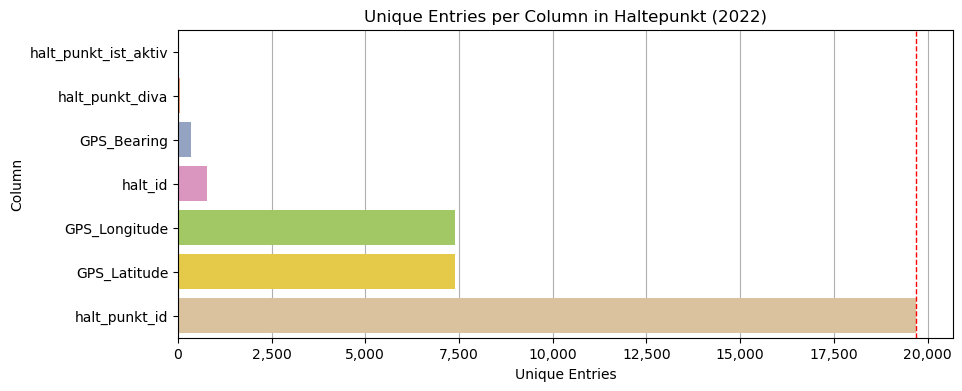 Unique Entries per Column in Haltepunkt (2022)
Column
halt_punkt_ist_aktiv
halt_punkt_diva
GPS_Bearing
halt_id
GPS_Longitude
GPS_Latitude
halt_punkt_id
0 2,500 5,000 7,500 10,000 12,500 15,000 17,500 20,000
Unique Entries